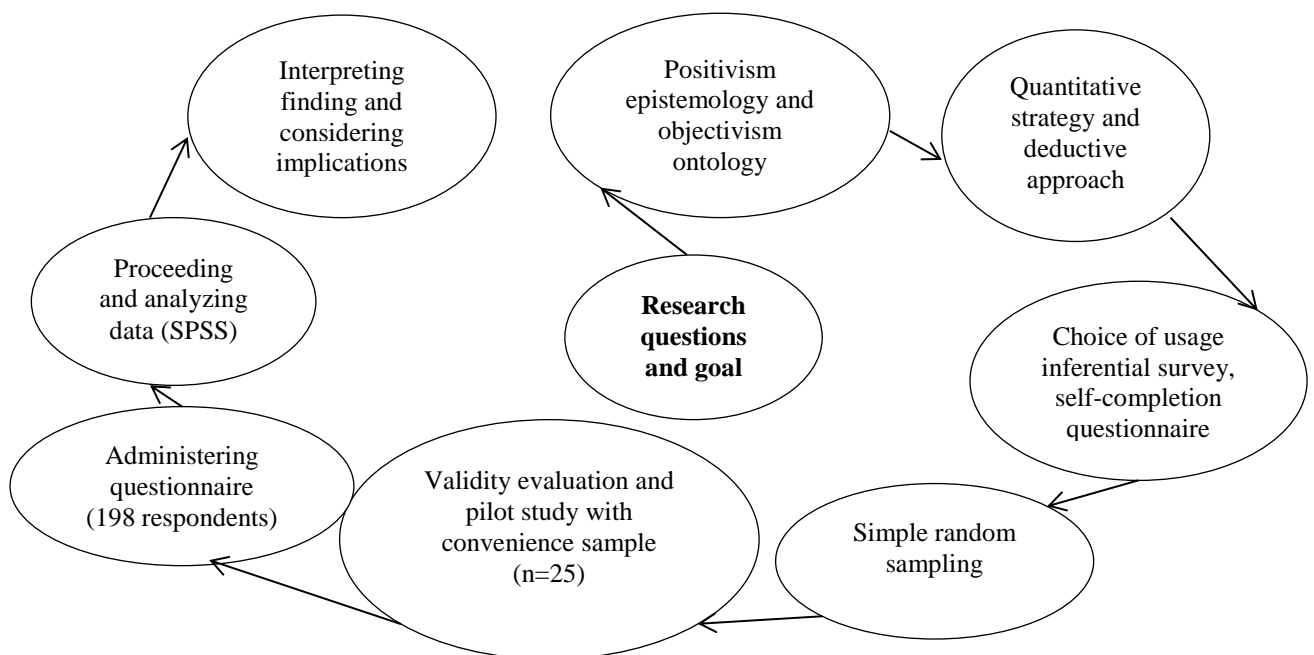 Interpreting
finding and
considering
implications
Positivism
epistemology and
objectivism
ontology
Quantitative
strategy and
deductive
approach
Proceeding
and analyzing
data (SPSS)
Research
questions
and goal
Choice of usage
inferential survey,
self-completion
questionnaire
Administering
questionnaire
(198 respondents)
Validity evaluation and
pilot study with
convenience sample
(n=25)
Simple random
sampling